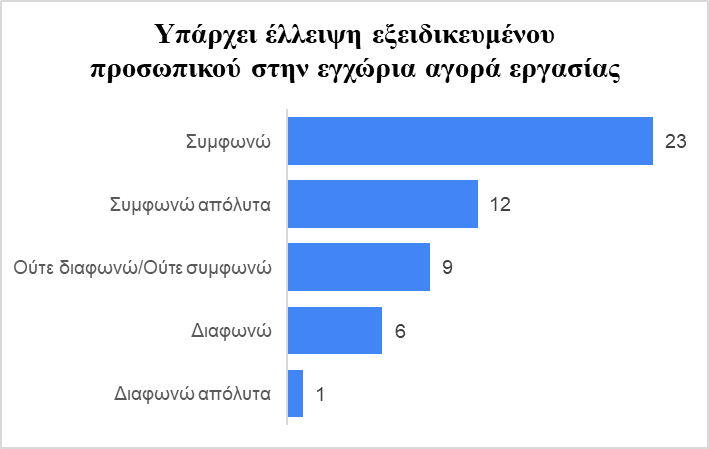 Υπάρχει έλλειψη εξειδικευμένου
προσωπικού στην εγχώρια αγορά εργασίας
Συμφωνώ 23
Συμφωνώ απόλυτα 12
Ούτε διαφωνώ/Ούτε συμφωνώ 9
Διαφωνώ 6
Διαφωνώ απόλυτα 1